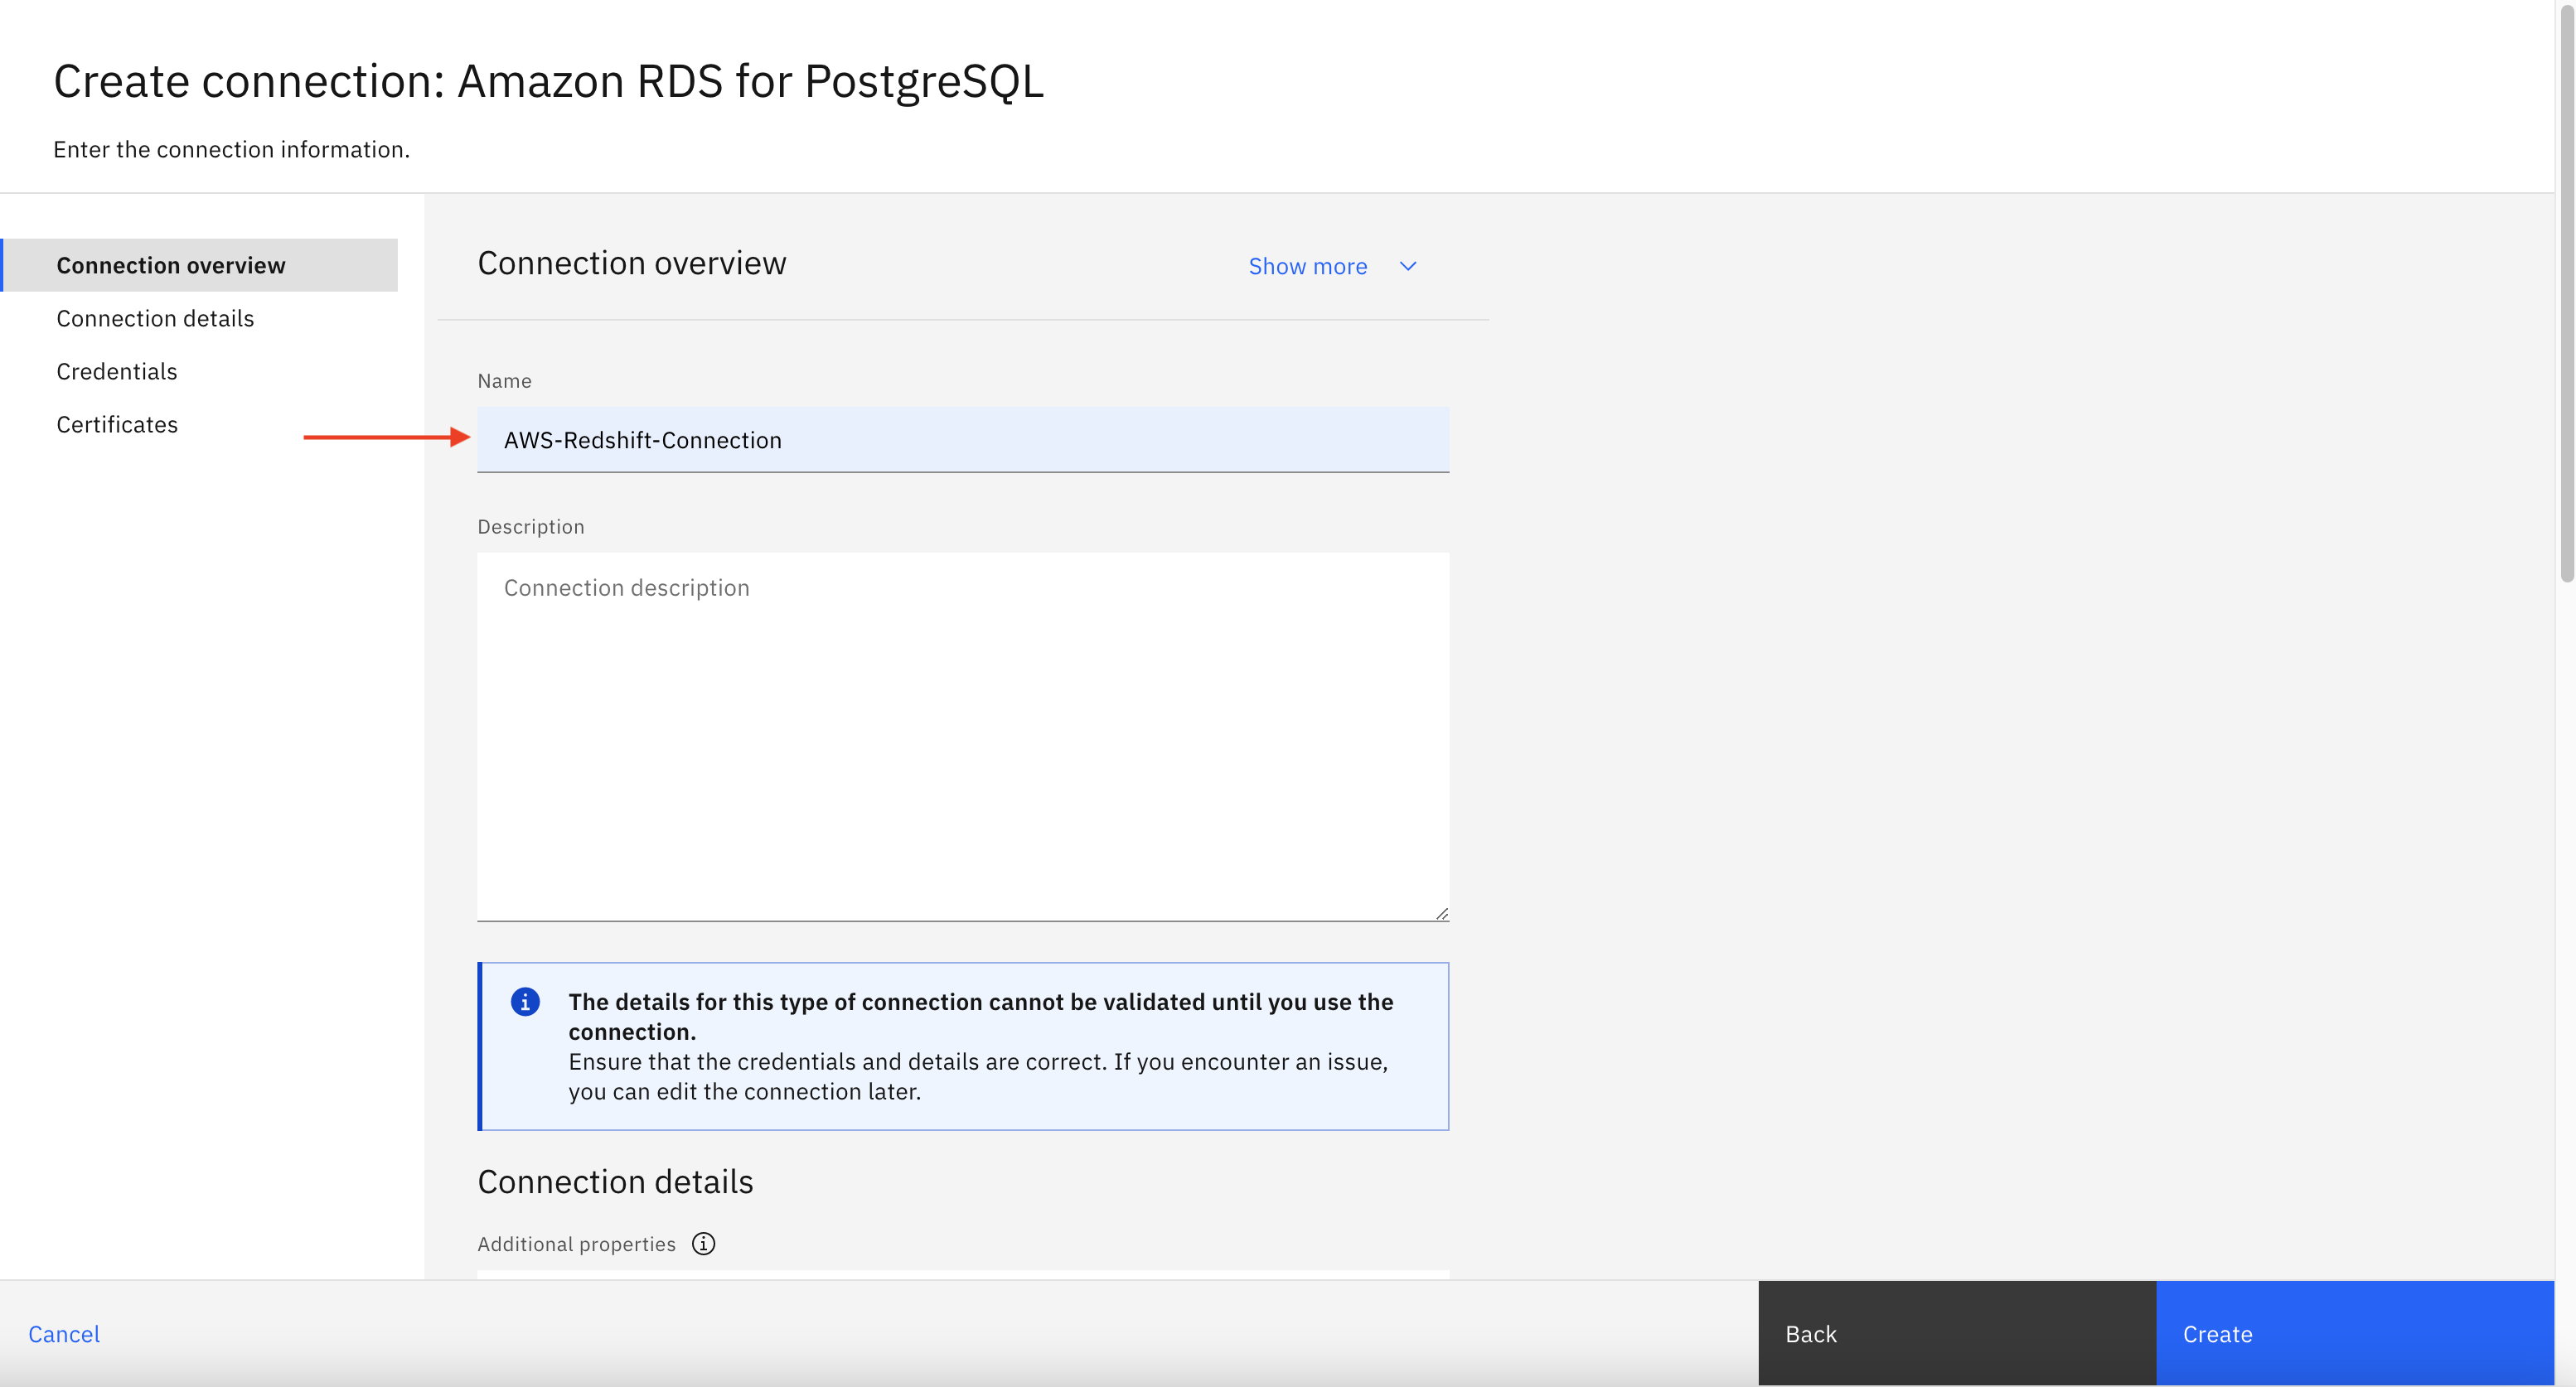 Create connection: Amazon RDS for PostgreSQL
Enter the connection information.
Connection overview
Connection details
Credentials
Certificates
Connection overview
Show more
Name
AWS-Redshift-Connection
Description
Connection description
The details for this type of connection cannot be validated until you use the
connection.
Ensure that the credentials and details are correct. If you encounter an issue,
you can edit the connection later.
Connection details
Additional properties
Cancel
Back
Create